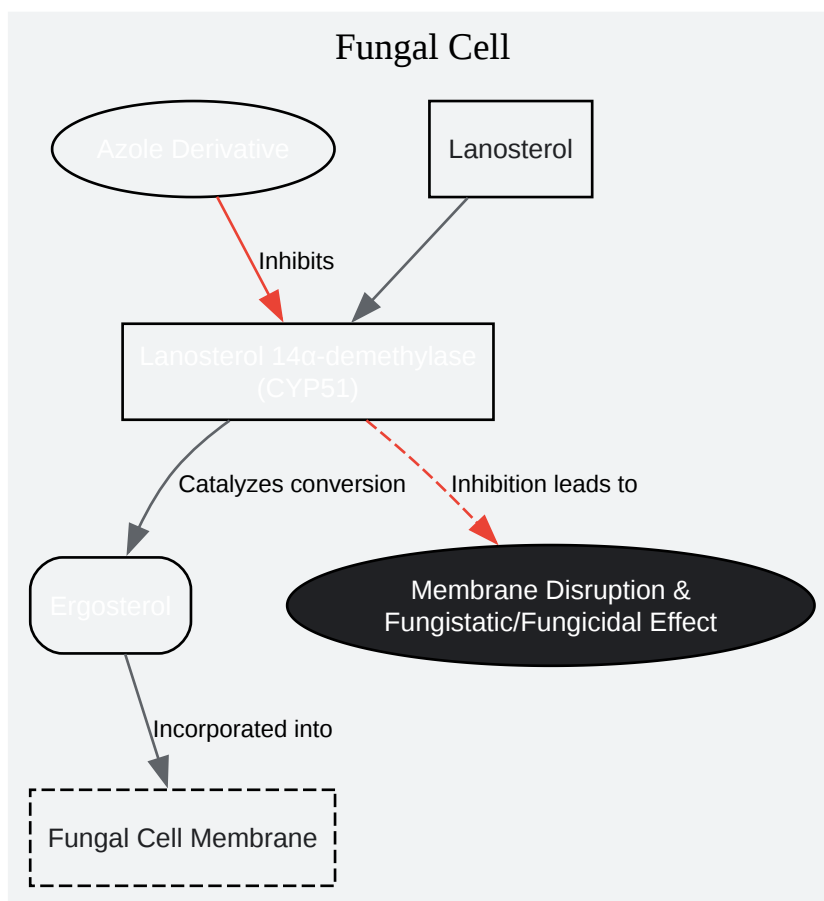 Fungal Cell
Azole Derivative
Lanosterol
Inhibits
Lanosterol 14α-demethylase
(CYP51)
Catalyzes conversion
Inhibition leads to
Ergosterol
Membrane Disruption &
Fungistatic/Fungicidal Effect
Incorporated into
Fungal Cell Membrane